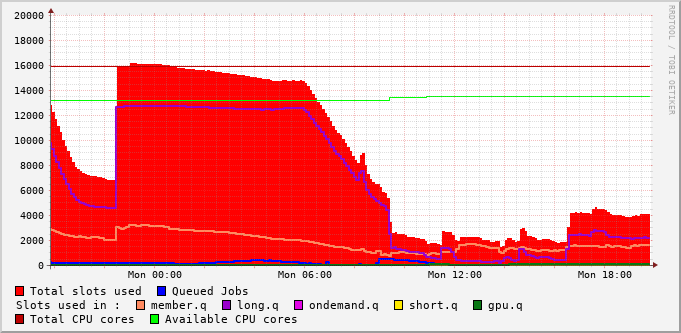 20000
18000
16000
14000
12000
10000
8000
6000
4000
2000
0
Mon 00:00 Mon 06:00 Mon 12:00 Mon 18:00
RRDTOOL / TOBI OETIKER
Total slots used Queued Jobs
Slots used in : member.q long.q ondemand.q short.q gpu.q
Total CPU cores Available CPU cores